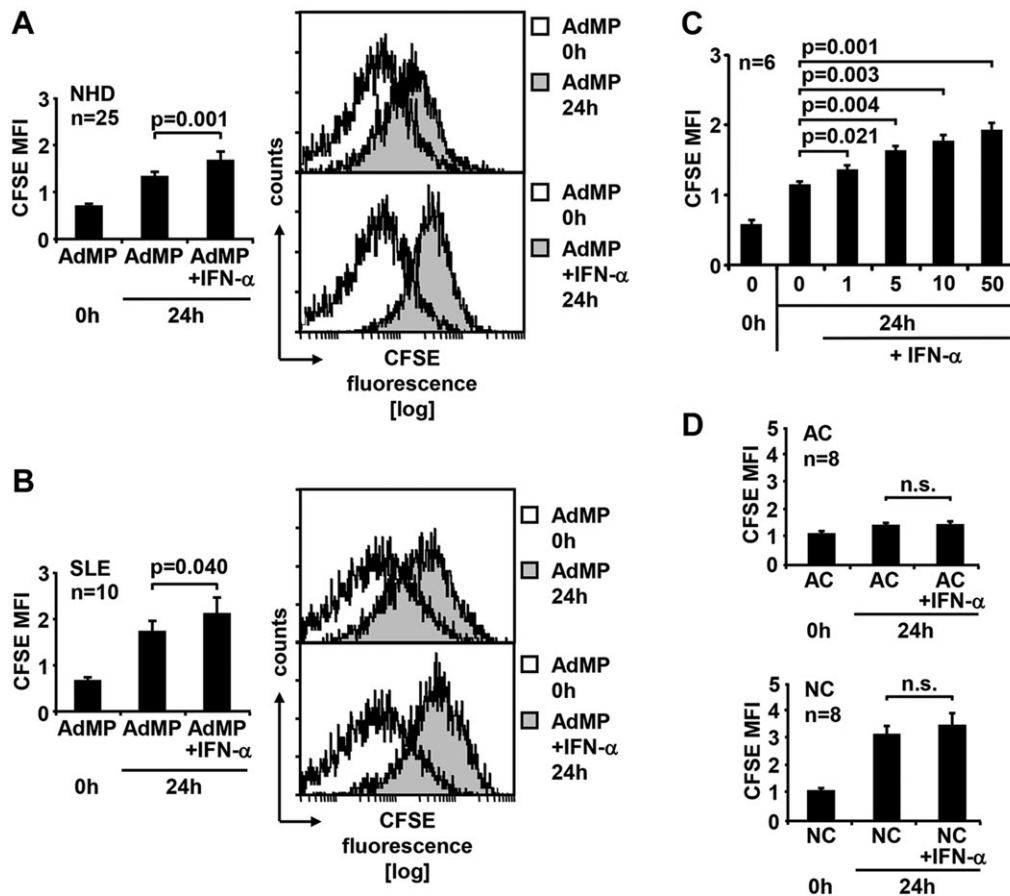 A
NHD
n=25
p=0.001
CFSE MFI
3
2
1
0
AdMP AdMP AdMP
+IFN-α
0h 24h
counts
AdMP
0h
AdMP
24h
AdMP
0h
AdMP
+IFN-α
24h
CFSE
fluorescence
[log]
B
SLE
n=10
p=0.040
CFSE MFI
3
2
1
0
AdMP AdMP AdMP
+IFN-α
0h 24h
counts
AdMP
0h
AdMP
24h
AdMP
0h
AdMP
+IFN-α
24h
CFSE
fluorescence
[log]
C
n=6
p=0.001
p=0.003
p=0.004
p=0.021
CFSE MFI
3
2
1
0
0 0 1 5 10 50
0h 24h
+ IFN-α
D
AC
n=8
n.s.
CFSE MFI
5
4
3
2
1
0
AC AC AC
+IFN-α
0h 24h
NC
n=8
n.s.
CFSE MFI
5
4
3
2
1
0
NC NC NC
+IFN-α
0h 24h